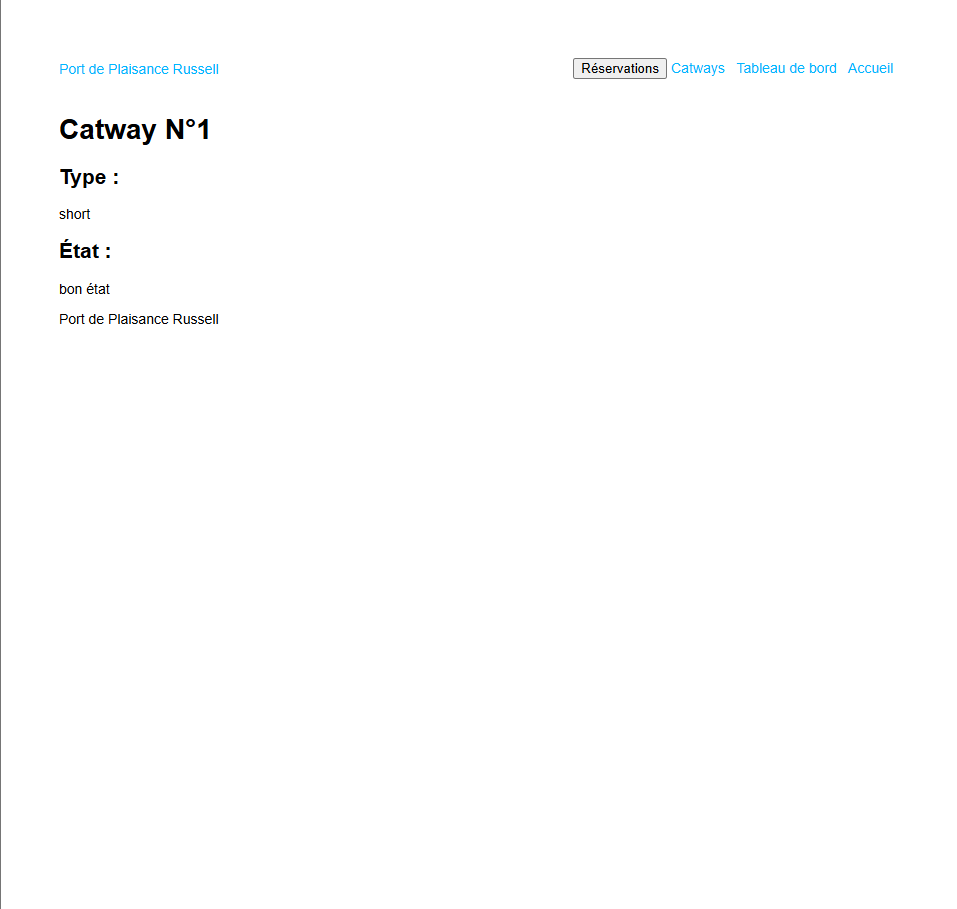 Port de Plaisance Russell
Réservations Catways Tableau de bord Accueil
Catway N°1
Type :
short
État :
bon état
Port de Plaisance Russell